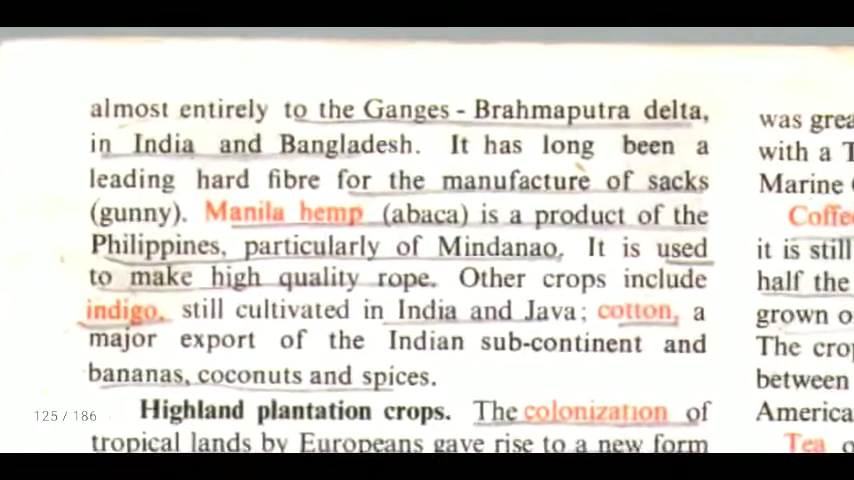 almost entirely to the Ganges - Brahmaputra delta,
in India and Bangladesh. It has long been a
leading hard fibre for the manufacture of sacks
(gunny). Manila hemp (abaca) is a product of the
Philippines, particularly of Mindanao. It is used
to make high quality rope. Other crops include
indigo, still cultivated in India and Java; cotton, a
major export of the Indian sub-continent and
bananas, coconuts and spices.
Highland plantation crops. The colonization of
tropical lands by Europeans gave rise to a new form
125 / 186
was
with a
Marine
it is still
half the
grown
The
between
Tea